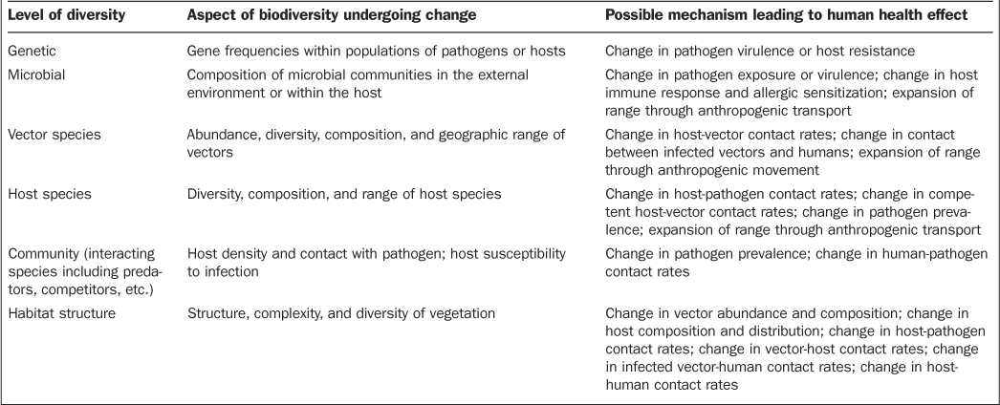 Level of diversity Aspect of biodiversity undergoing change Possible mechanism leading to human health effect
Genetic Gene frequencies within populations of pathogens or hosts Change in pathogen virulence or host resistance
Microbial Composition of microbial communities in the external Change in pathogen exposure or virulence; change in host
environment or within the host immune response and allergic sensitization; expansion of
range through anthropogenic transport
Vector species Abundance, diversity, composition, and geographic range of Change in host-vector contact rates; change in contact
vectors between infected vectors and humans; expansion of range
through anthropogenic movement
Host species Diversity, composition, and range of host species Change in host-pathogen contact rates; change in compe-
tent host-vector contact rates; change in pathogen preva-
lence; expansion of range through anthropogenic transport
Community (interacting Host density and contact with pathogen; host susceptibility Change in pathogen prevalence; change in human-pathogen
species including preda- to infection contact rates
tors, competitors, etc.)
Habitat structure Structure, complexity, and diversity of vegetation Change in vector abundance and composition; change in
host composition and distribution; change in host-pathogen
contact rates; change in vector-host contact rates; change
in infected vector-human contact rates; change in host-
human contact rates